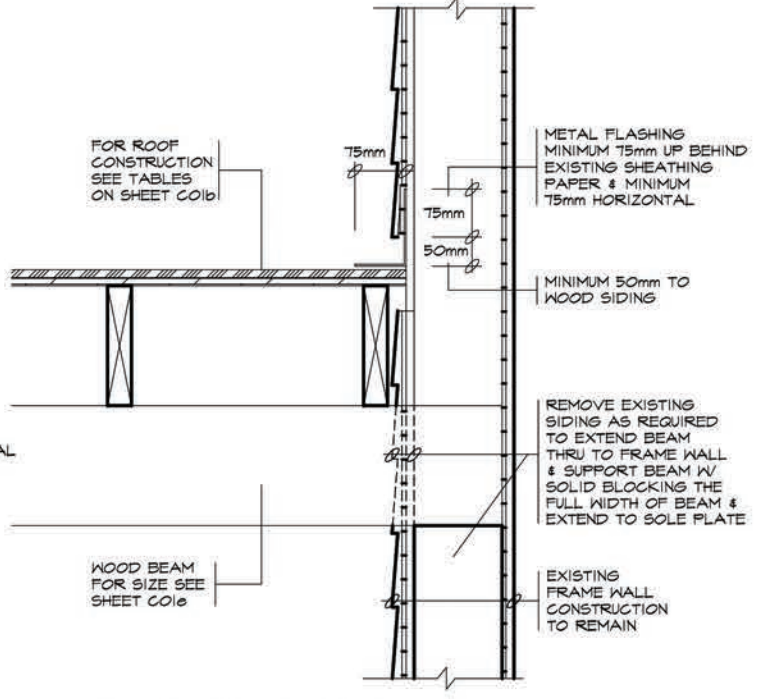 FOR ROOF
CONSTRUCTION
SEE TABLES
ON SHEET C01b
75mm
75mm
50mm
METAL FLASHING
MINIMUM 75mm UP BEHIND
EXISTING SHEATHING
PAPER & MINIMUM
75mm HORIZONTAL
MINIMUM 50mm TO
WOOD SIDING
REMOVE EXISTING
SIDING AS REQUIRED
TO EXTEND BEAM
THRU TO FRAME WALL
& SUPPORT BEAM W/
SOLID BLOCKING THE
FULL WIDTH OF BEAM &
EXTEND TO SOLE PLATE
AL
WOOD BEAM
FOR SIZE SEE
SHEET C01e
EXISTING
FRAME WALL
CONSTRUCTION
TO REMAIN